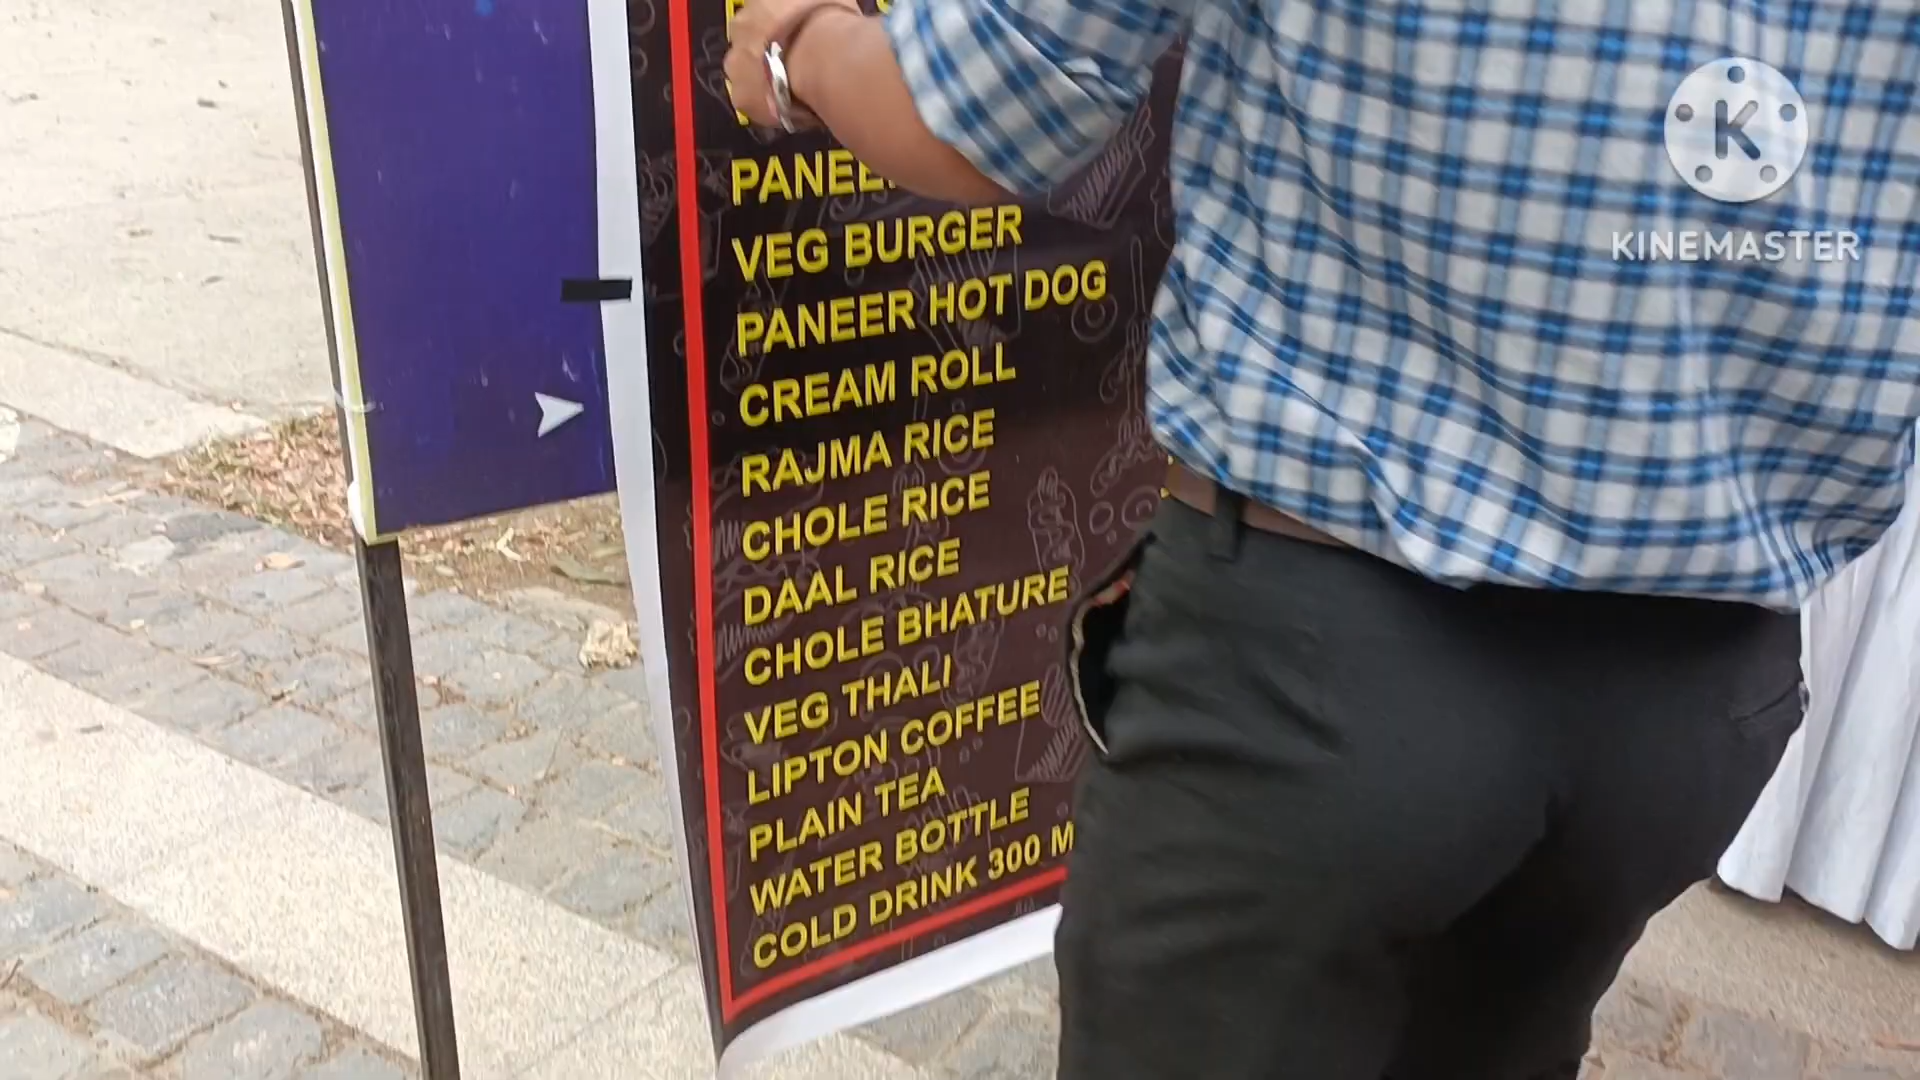 PANEE
VEG BURGER
PANEER HOT DOG
CREAM ROLL
RAJMA RICE
CHOLE RICE
DAAL RICE
CHOLE BHATURE
VEG THALI
LIPTON COFFEE
PLAIN TEA
WATER BOTTLE
COLD DRINK 300 M
K
KINEMASTER